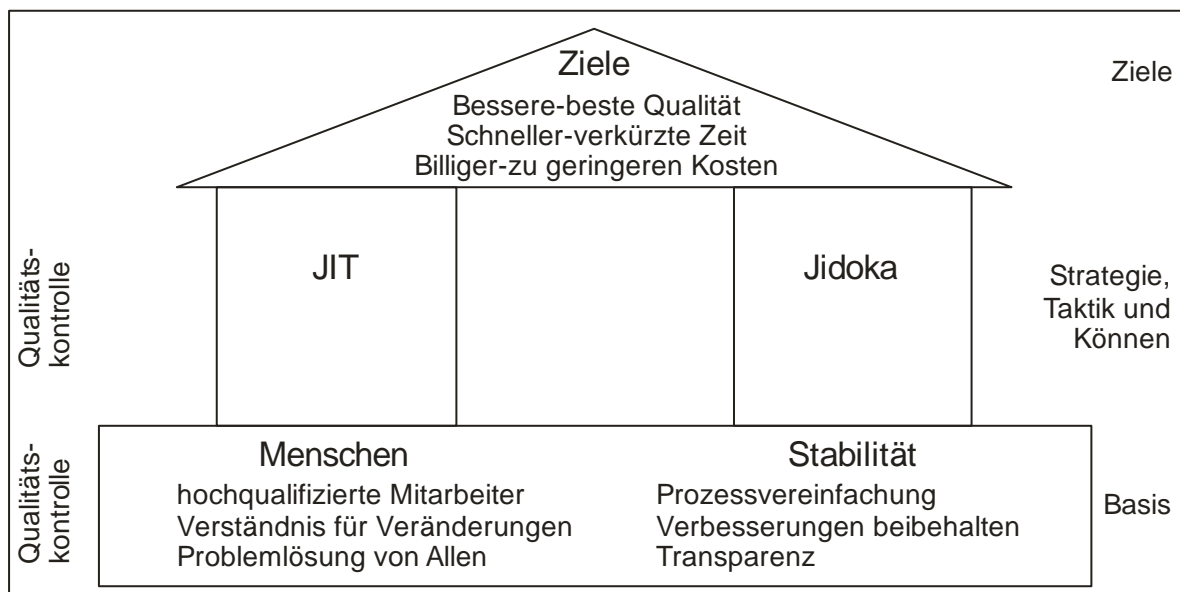 Ziele
Bessere-beste Qualität
Schneller-verkürzte Zeit
Billiger-zu geringeren Kosten
Ziele
Qualitäts-
kontrolle
JIT
Jidoka
Strategie,
Taktik und
Können
Qualitäts-
kontrolle
Menschen
hochqualifizierte Mitarbeiter
Verständnis für Veränderungen
Problemlösung von Allen
Stabilität
Prozessvereinfachung
Verbesserungen beibehalten
Transparenz
Basis